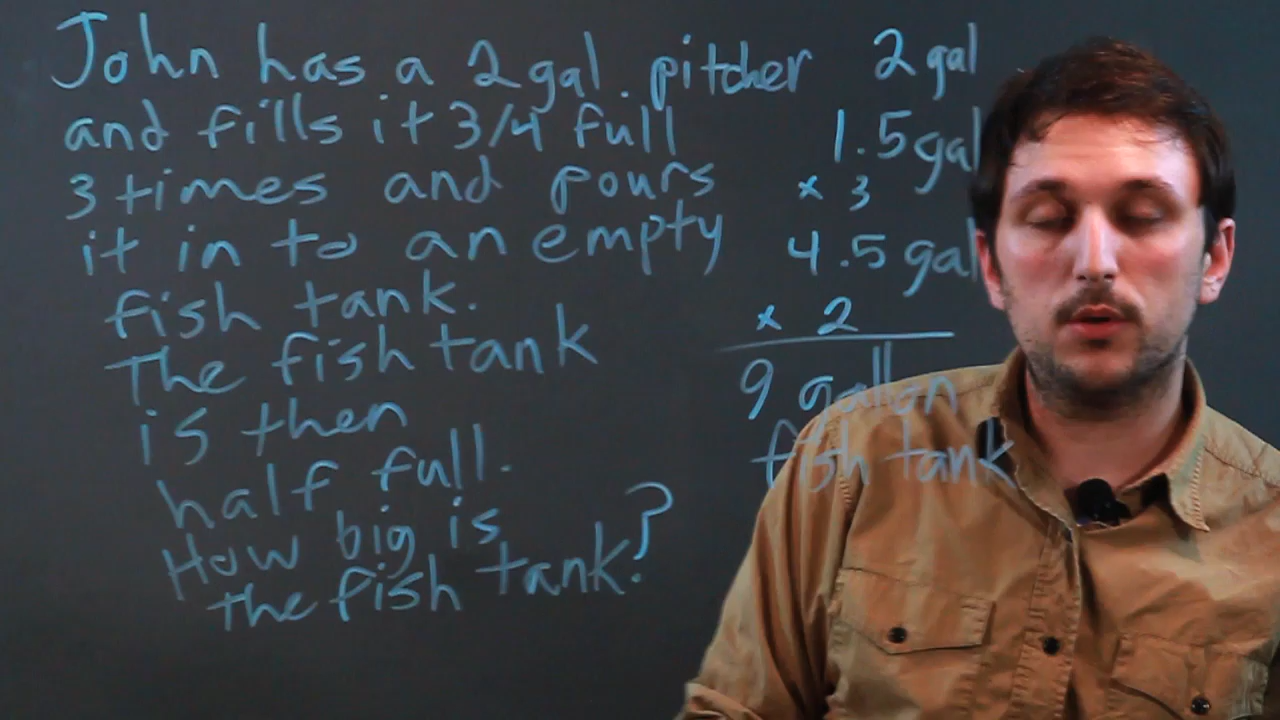 John has a 2 gal. pitcher
and fills it 3/4 full
3 times and pours
it in to an empty
fish tank.
The fish tank
is then
half full.
How big is
the fish tank?
2 gal
1.5 gal
x 3
4.5 gal
x 2
9 gallon
fish tank